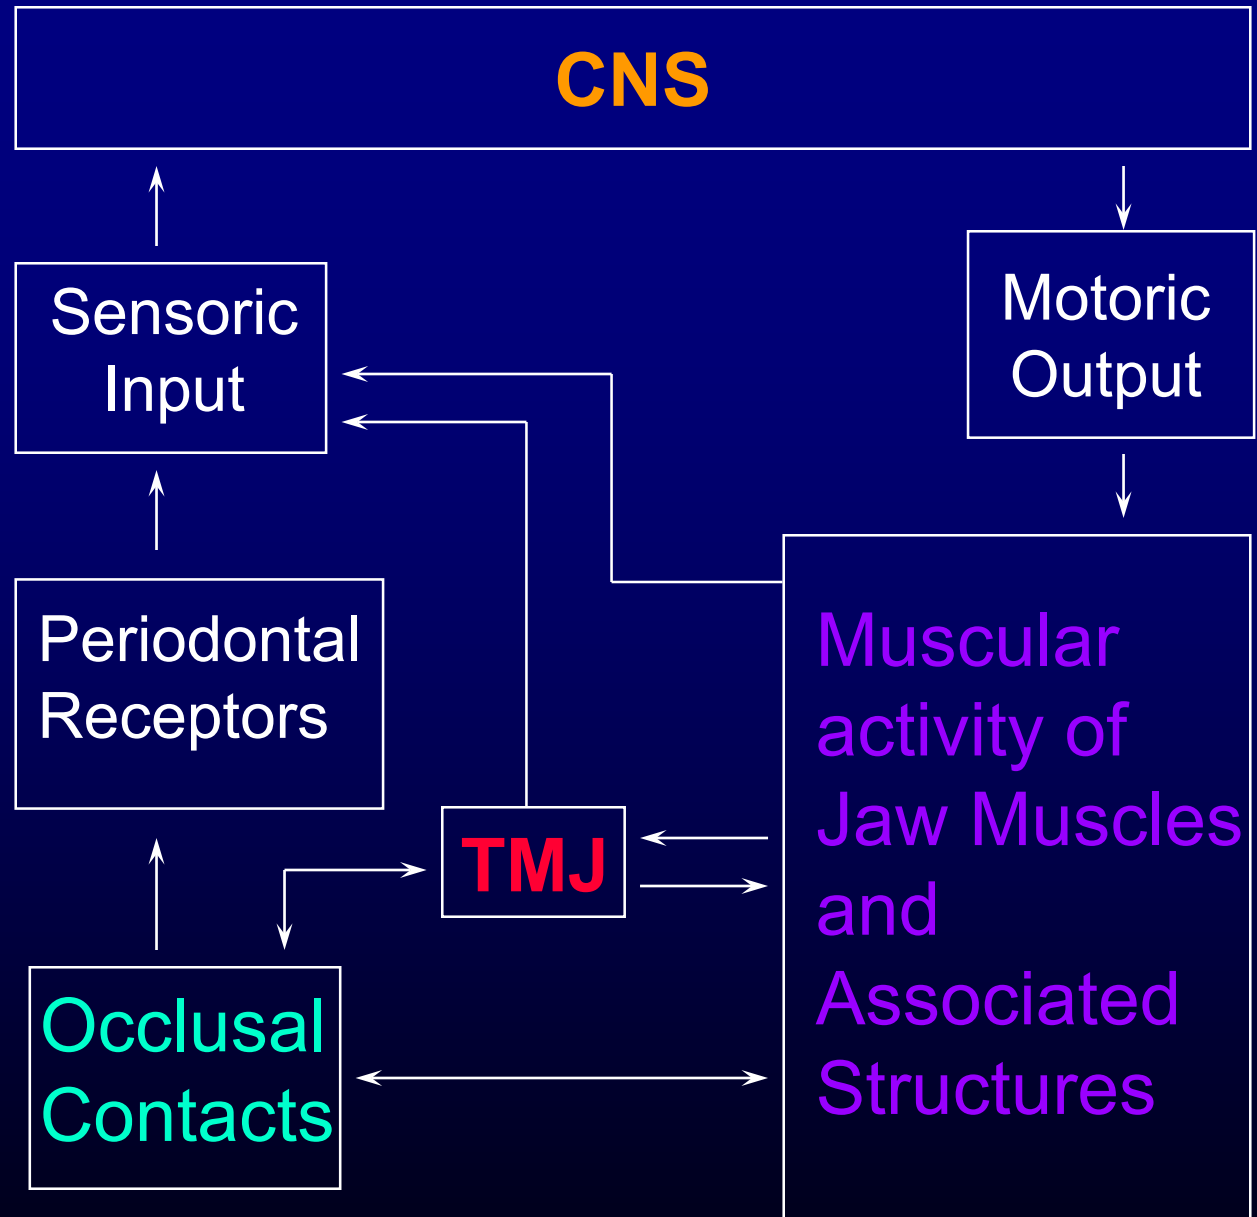 CNS
Sensoric
Input
Motoric
Output
Periodontal
Receptors
Muscular
activity of
Jaw Muscles
and
Associated
Structures
TMJ
Occlusal
Contacts